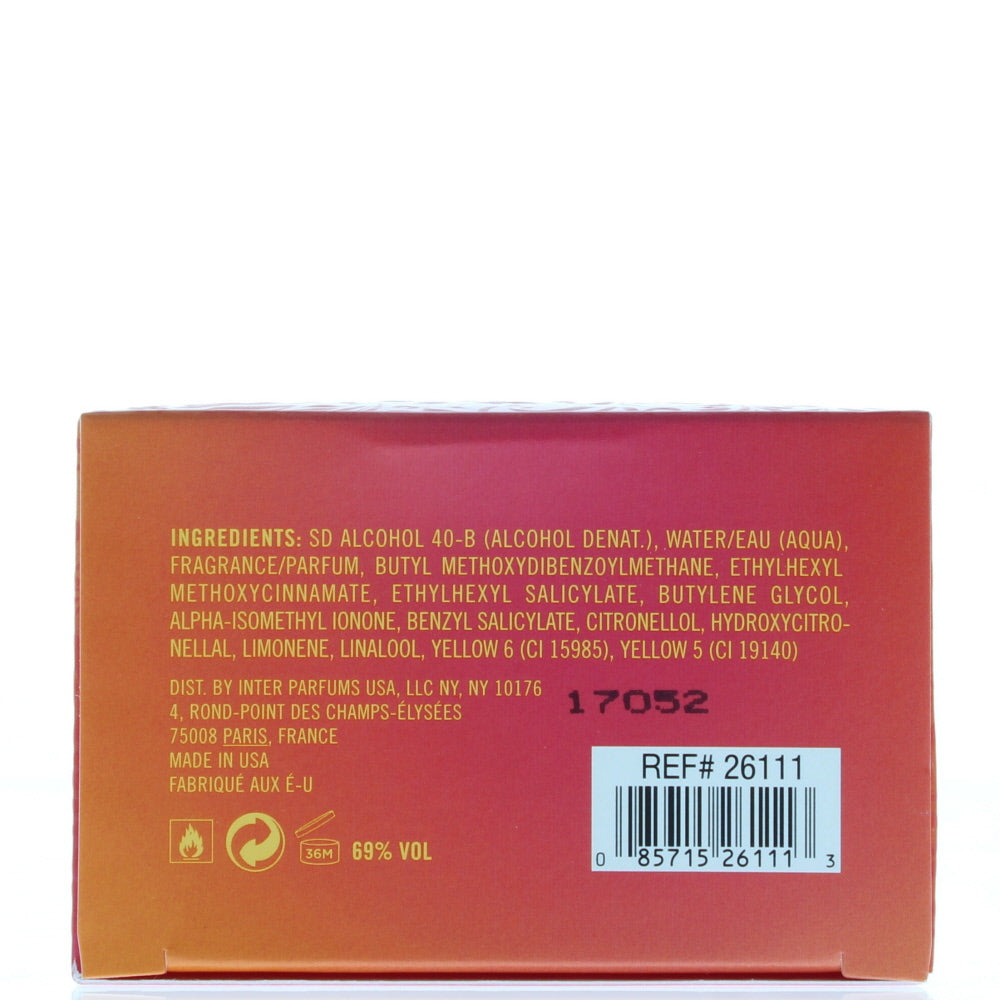 INGREDIENTS: SD ALCOHOL 40-B (ALCOHOL DENAT.), WATER/EAU (AQUA),
FRAGRANCE/PARFUM, BUTYL METHOXYDIBENZOYLMETHANE, ETHYLHEXYL
METHOXYCINNAMATE, ETHYLHEXYL SALICYLATE, BUTYLENE GLYCOL,
ALPHA-ISOMETHYL IONONE, BENZYL SALICYLATE, CITRONELLOL, HYDROXYCITRO-
NELLAL, LIMONENE, LINALOOL, YELLOW 6 (CI 15985), YELLOW 5 (CI 19140)
DIST. BY INTER PARFUMS USA, LLC NY, NY 10176
4, ROND-POINT DES CHAMPS-ÉLYSÉES
75008 PARIS, FRANCE
MADE IN USA
FABRIQUÉ AUX É-U
17052
REF# 26111
0 85715 26111 3
36M 69% VOL